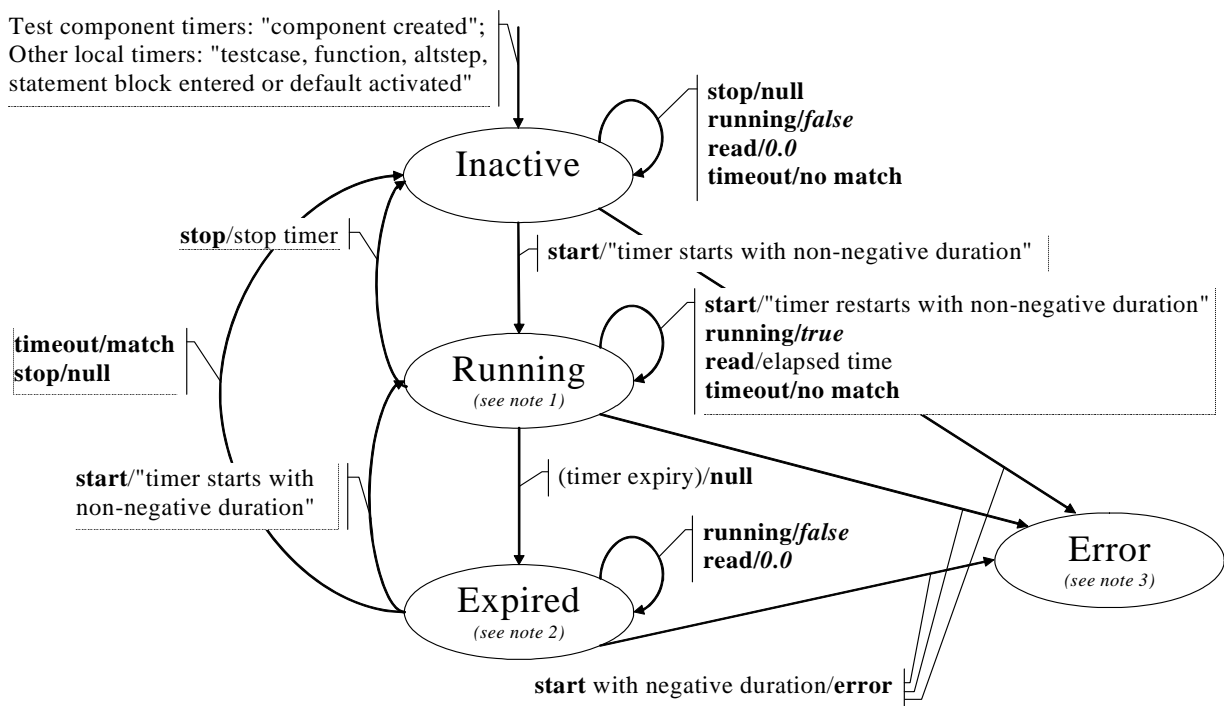 Test component timers: "component created";
Other local timers: "testcase, function, altstep,
statement block entered or default activated"
stop/null
running/false
read/0.0
timeout/no match
Inactive
stop/stop timer
start/"timer starts with non-negative duration"
start/"timer restarts with non-negative duration"
running/true
read/elapsed time
timeout/no match
timeout/match
stop/null
Running
(see note 1)
start/"timer starts with
non-negative duration"
(timer expiry)/null
running/false
read/0.0
Error
(see note 3)
Expired
(see note 2)
start with negative duration/error